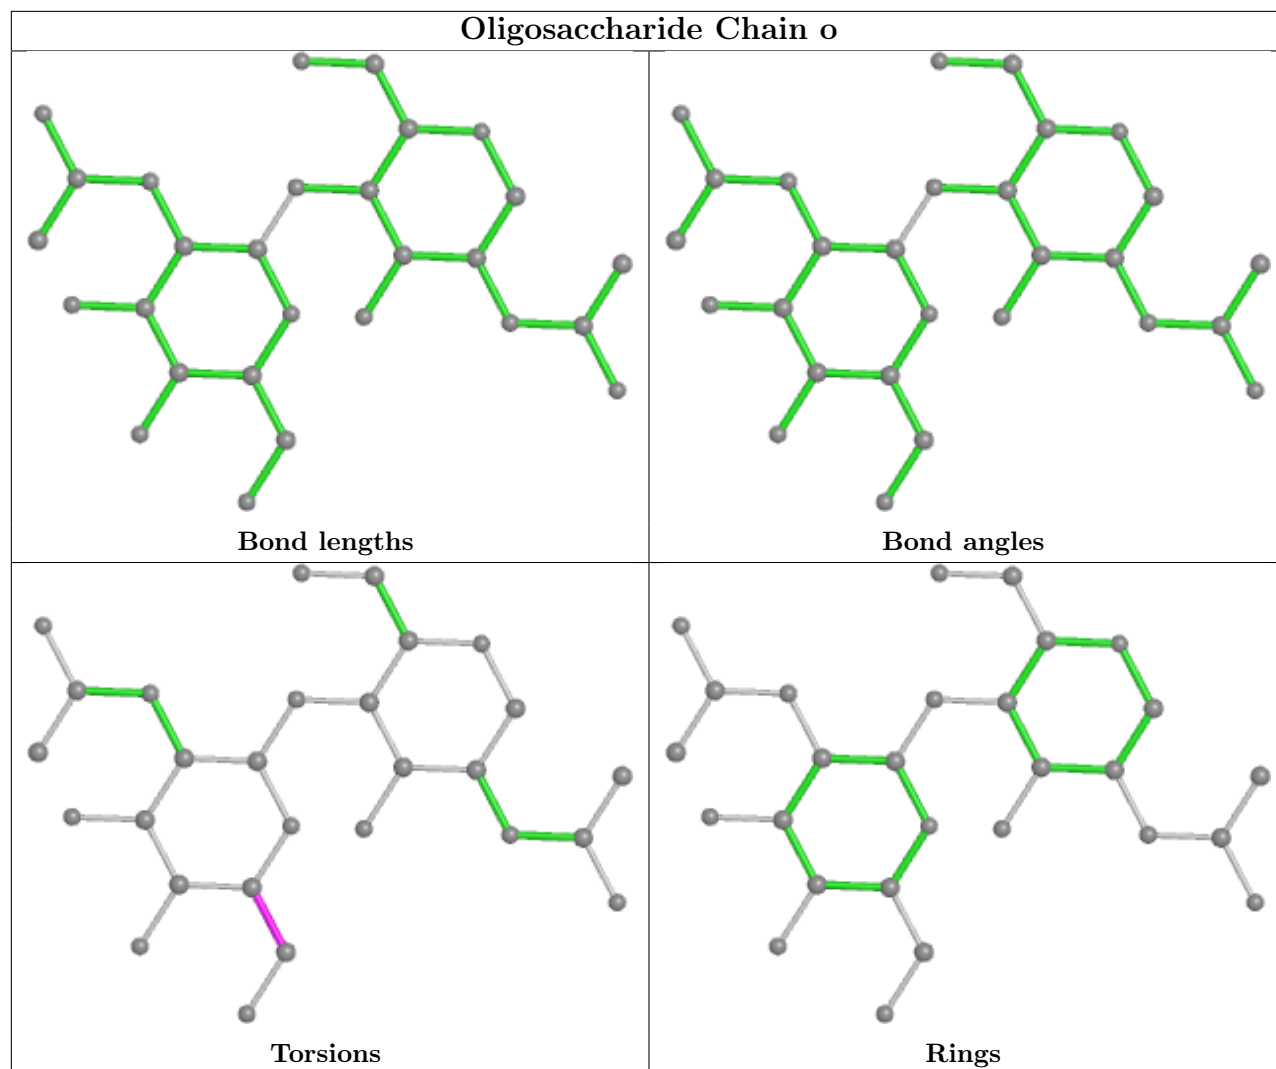 Oligosaccharide Chain o
Bond lengths
Bond angles
Torsions
Rings